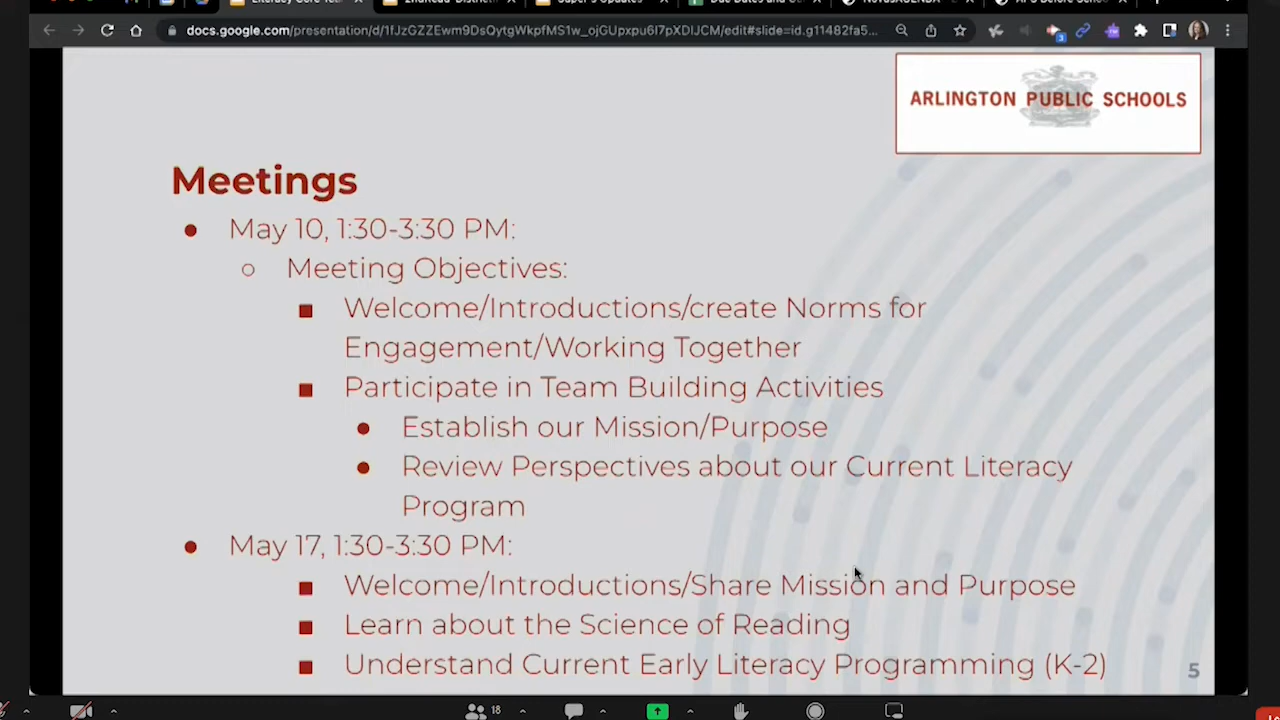 docs.google.com/presentation/d/1fJzGZZEwm9DsQytgWkpfMS1w_ojGUpxpu6I7pXDIJCM/edit#slide=id.g11482fa5...
ARLINGTON PUBLIC SCHOOLS
Meetings
● May 10, 1:30-3:30 PM:
○ Meeting Objectives:
■ Welcome/Introductions/create Norms for
Engagement/Working Together
■ Participate in Team Building Activities
● Establish our Mission/Purpose
● Review Perspectives about our Current Literacy
Program
● May 17, 1:30-3:30 PM:
■ Welcome/Introductions/Share Mission and Purpose
■ Learn about the Science of Reading
■ Understand Current Early Literacy Programming (K-2)
5
18